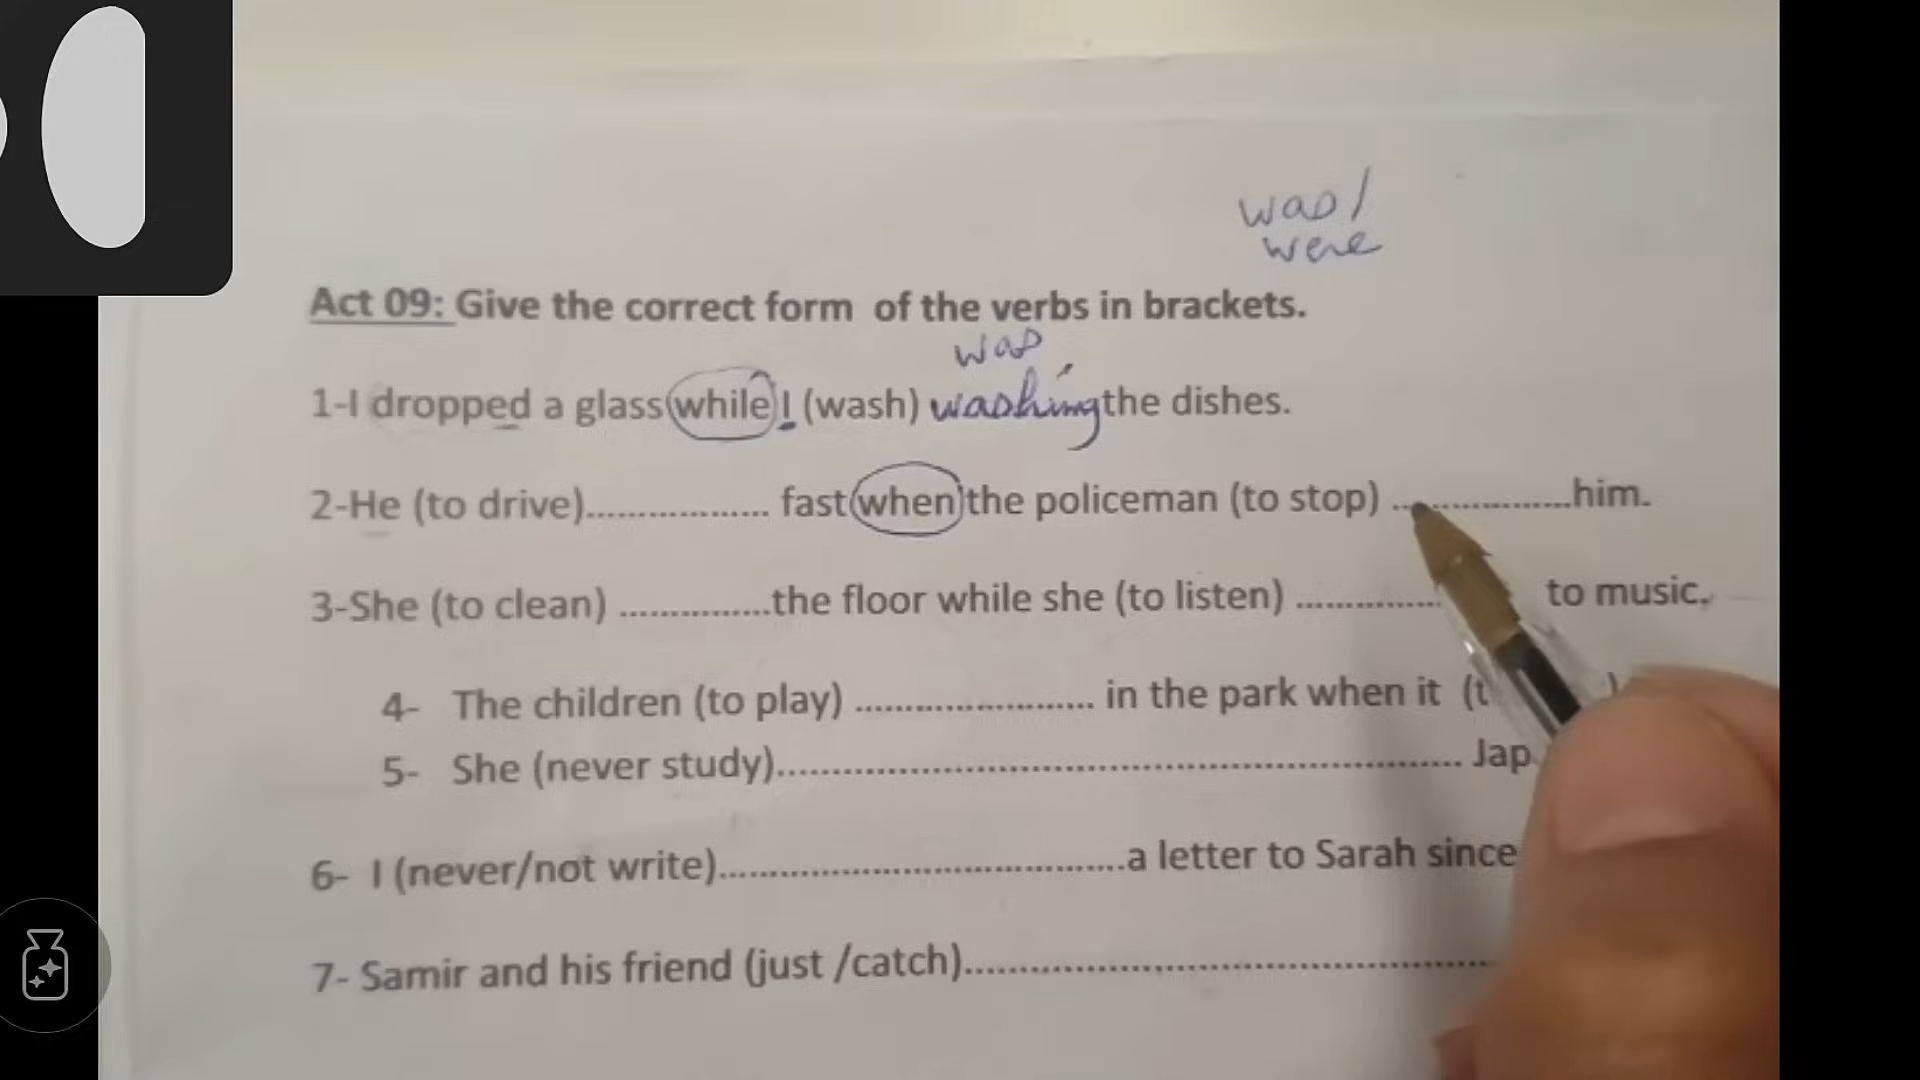 was/
were
Act 09: Give the correct form of the verbs in brackets.
was
1-I dropped a glass while I (wash) washing the dishes.
2-He (to drive).................. fast when the policeman (to stop) .................him.
3-She (to clean) ...............the floor while she (to listen) .............. to music.
4- The children (to play) ....................... in the park when it
5- She (never study)..................................................................
6- I (never/not write).......................................a letter to Sarah since
7- Samir and his friend (just /catch)...................................................